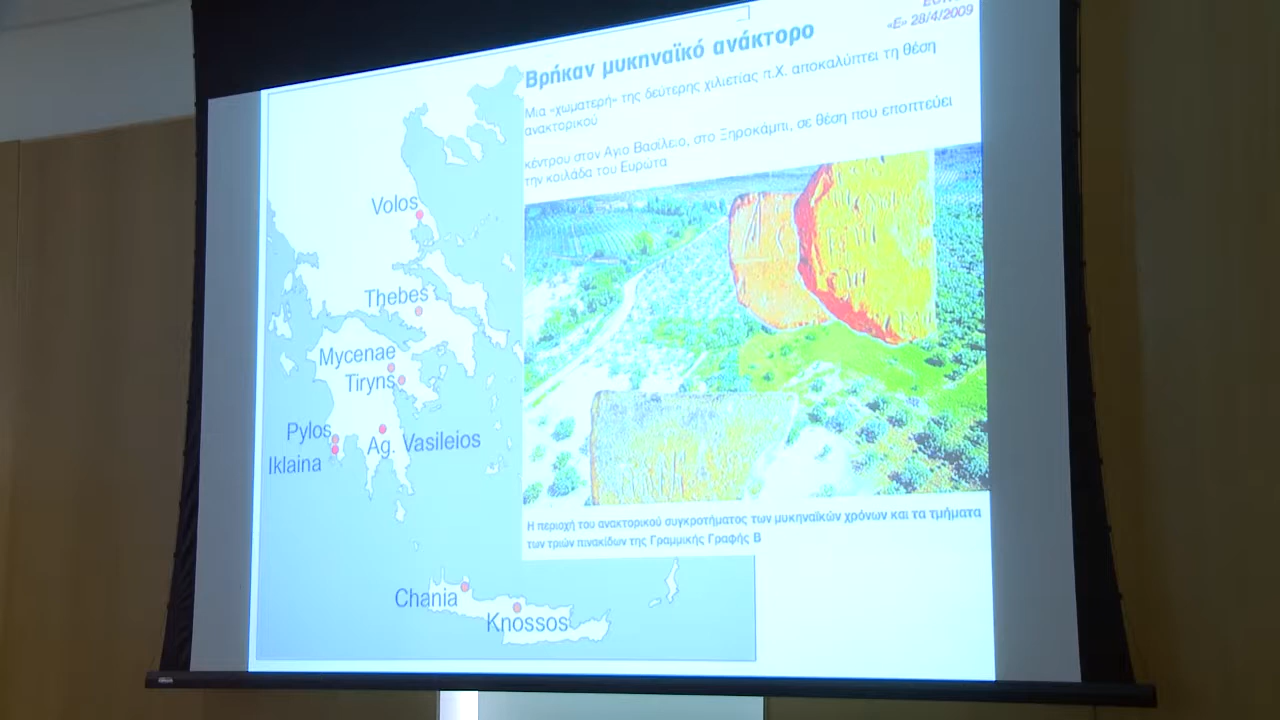 «Ε» 28/4/2009
Βρήκαν μυκηναϊκό ανάκτορο
Μια «χωματερή» της δεύτερης χιλιετίας π.Χ. αποκαλύπτει τη θέση
ανακτορικού
κέντρου στον Αγιο Βασίλειο, στο Ξηροκάμπι, σε θέση που εποπτεύει
την κοιλάδα του Ευρώτα
Volos
Thebes
Mycenae
Tiryns
Pylos
Ag. Vasileios
Iklaina
Η περιοχή του ανακτορικού συγκροτήματος των μυκηναϊκών χρόνων και τα τμήματα
των τριών πινακίδων της Γραμμικής Γραφής Β
Chania
Knossos